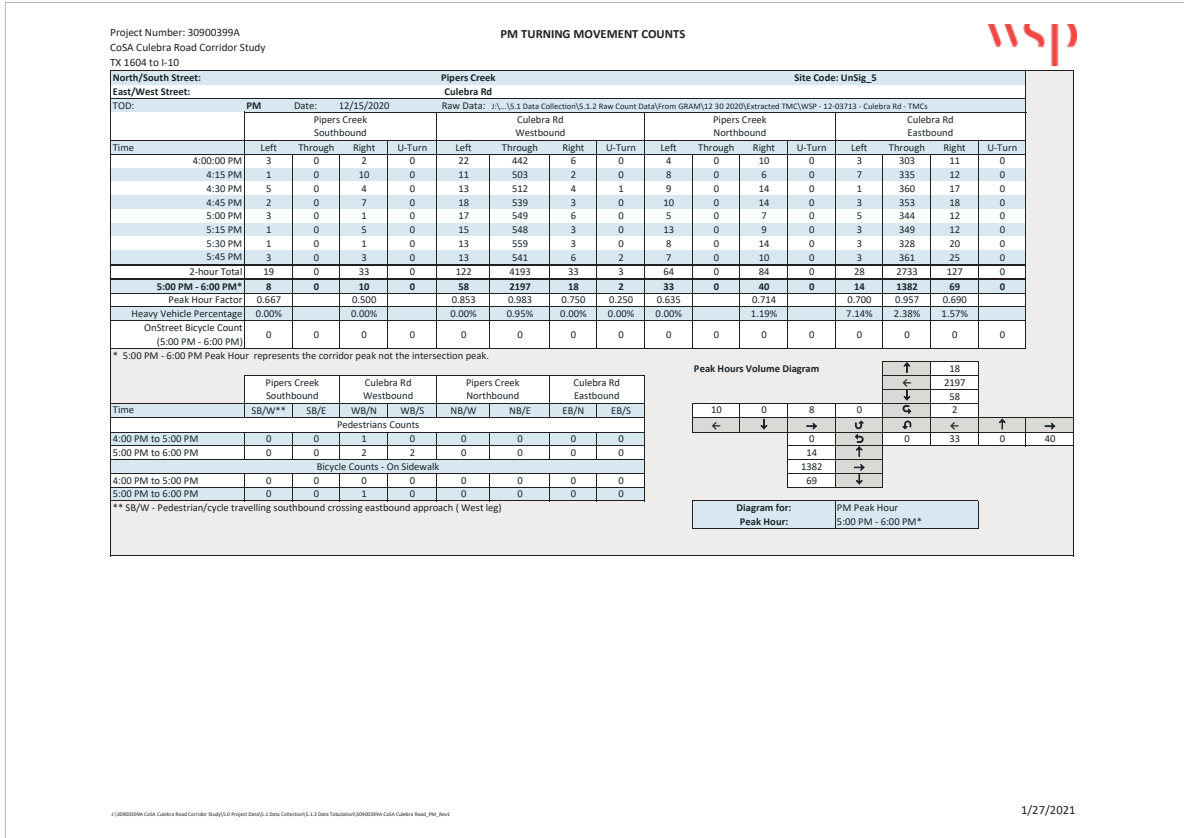 Project Number: 30900399A
CoSA Culebra Road Corridor Study
TX 1604 to I-10
PM TURNING MOVEMENT COUNTS
wsp
North/South Street: Pipers Creek Site Code: UnSig_5
East/West Street: Culebra Rd
TOD: PM Date: 12/15/2020 Raw Data: J:\...\5.1 Data Collection\5.1.2 Raw Count Data\From GRAM\12 30 2020\Extracted TMC\WSP - 12-03713 - Culebra Rd - TMCs
Pipers Creek Culebra Rd Pipers Creek Culebra Rd
Southbound Westbound Northbound Eastbound
Time Left Through Right U-Turn Left Through Right U-Turn Left Through Right U-Turn Left Through Right U-Turn
4:00:00 PM 3 0 2 0 22 442 6 0 4 0 10 0 3 303 11 0
4:15 PM 1 0 10 0 11 503 2 0 8 0 6 0 7 335 12 0
4:30 PM 5 0 4 0 13 512 4 1 9 0 14 0 1 360 17 0
4:45 PM 2 0 7 0 18 539 3 0 10 0 14 0 3 353 18 0
5:00 PM 3 0 1 0 17 549 6 0 5 0 7 0 5 344 12 0
5:15 PM 1 0 5 0 15 548 3 0 13 0 9 0 3 349 12 0
5:30 PM 1 0 1 0 13 559 3 0 8 0 14 0 3 328 20 0
5:45 PM 3 0 3 0 13 541 6 2 7 0 10 0 3 361 25 0
2-hour Total 19 0 33 0 122 4193 33 3 64 0 84 0 28 2733 127 0
5:00 PM - 6:00 PM* 8 0 10 0 58 2197 18 2 33 0 40 0 14 1382 69 0
Peak Hour Factor 0.667 0.500 0.853 0.983 0.750 0.250 0.635 0.714 0.700 0.957 0.690
Heavy Vehicle Percentage 0.00% 0.00% 0.00% 0.95% 0.00% 0.00% 0.00% 1.19% 7.14% 2.38% 1.57%
OnStreet Bicycle Count
(5:00 PM - 6:00 PM) 0 0 0 0 0 0 0 0 0 0 0 0 0 0 0 0
* 5:00 PM - 6:00 PM Peak Hour represents the corridor peak not the intersection peak.
Pipers Creek Culebra Rd Pipers Creek Culebra Rd
Southbound Westbound Northbound Eastbound
Time SB/W** SB/E WB/N WB/S NB/W NB/E EB/N EB/S
Pedestrians Counts
4:00 PM to 5:00 PM 0 0 1 0 0 0 0 0
5:00 PM to 6:00 PM 0 0 2 2 0 0 0 0
Bicycle Counts - On Sidewalk
4:00 PM to 5:00 PM 0 0 0 0 0 0 0 0
5:00 PM to 6:00 PM 0 0 1 0 0 0 0 0
** SB/W - Pedestrian/cycle travelling southbound crossing eastbound approach ( West leg)
Peak Hours Volume Diagram
↑ 18
← 2197
↓ 58
10 0 8 0 ↰ 2
← ↓ → ↺ ↻ ← ↑ →
0 ↺ 0 33 0 40
14 ↑
1382 →
69 ↓
Diagram for: PM Peak Hour
Peak Hour: 5:00 PM - 6:00 PM*
J:\30900399A CoSA Culebra Road Corridor Study\5.0 Project Data\5.1 Data Collection\5.1.3 Data Tabulation\30900399A CoSA Culebra Road_PM_Rev1
1/27/2021